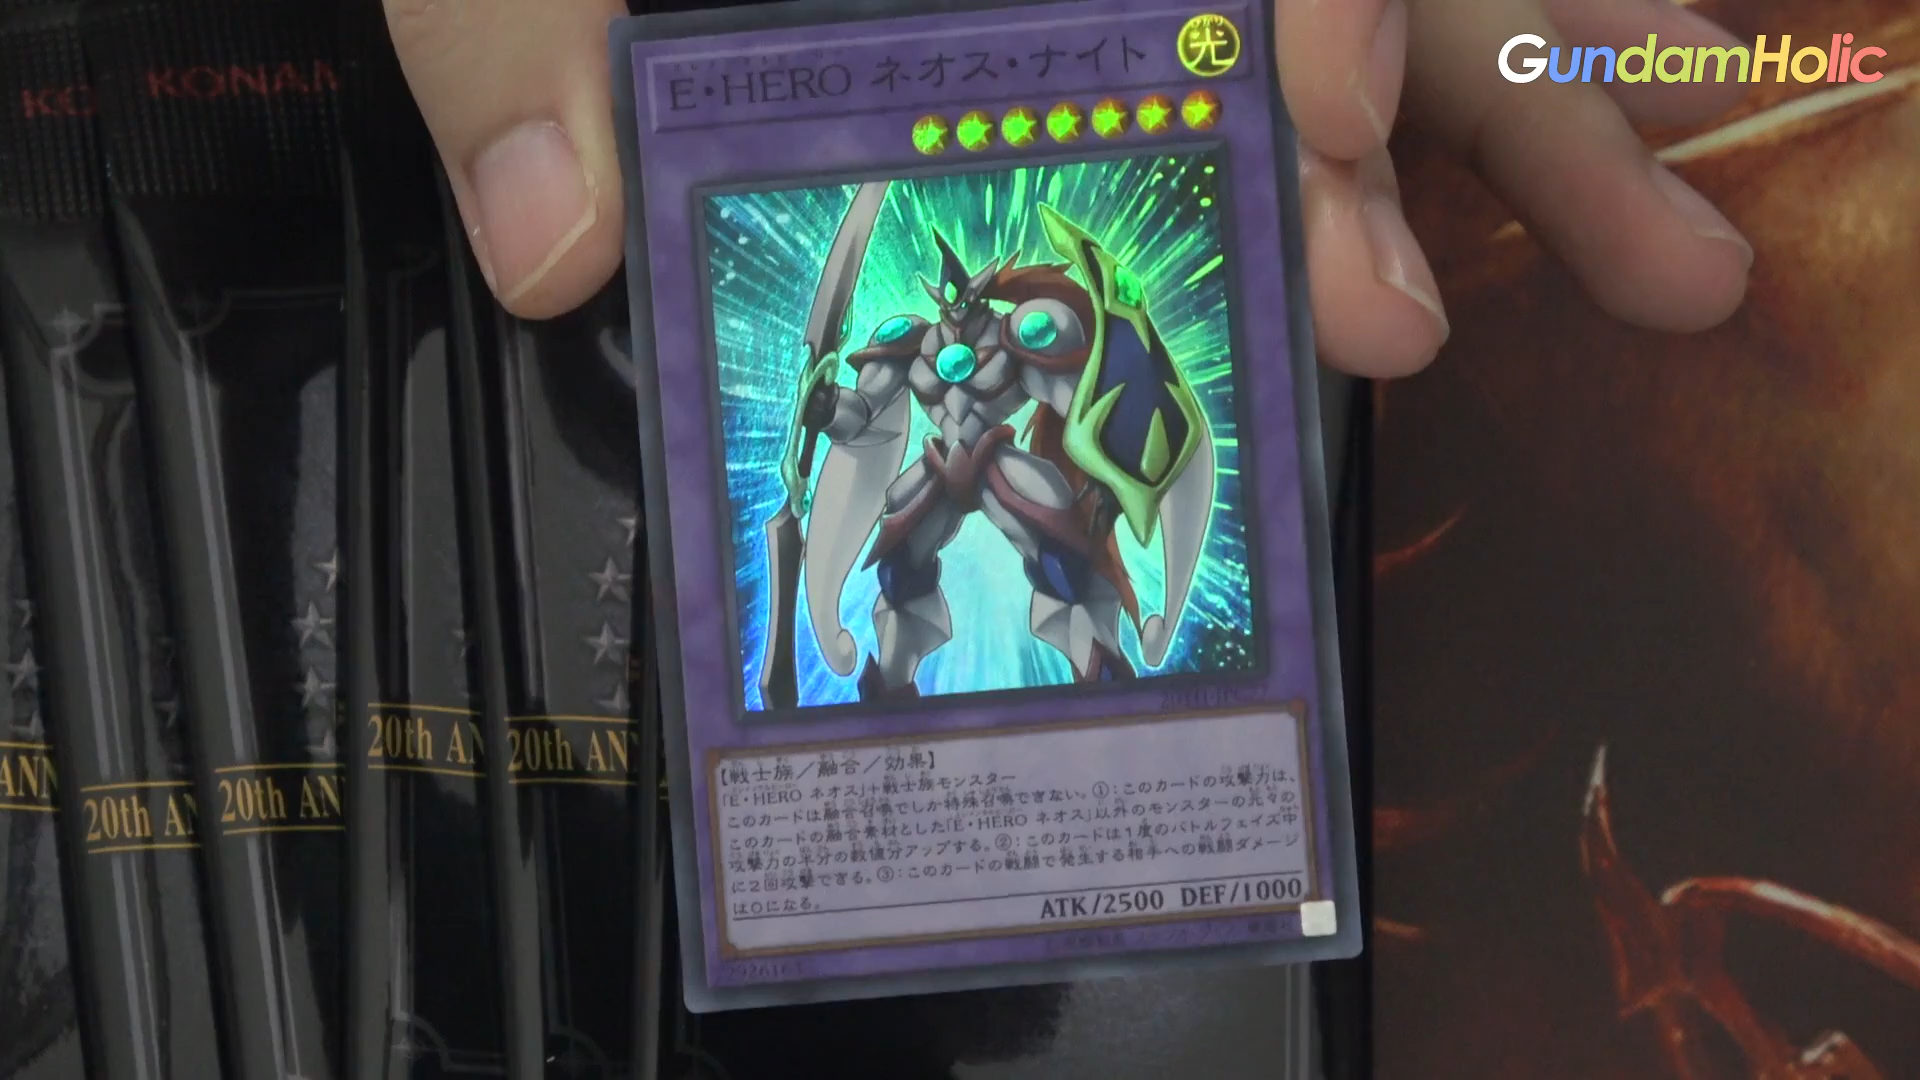 GundamHolic
KONAM
E・HERO ネオス・ナイト
光
【戦士族／融合／効果】
「E・HERO ネオス」+戦士族モンスター
このカードは融合召喚でしか特殊召喚できない。①：このカードの攻撃力は、
このカードの融合素材とした「E・HERO ネオス」以外のモンスターの元々の
攻撃力の半分の数値分アップする。②：このカードは１度のバトルフェイズ中
に２回攻撃できる。③：このカードの戦闘で発生する相手への戦闘ダメージ
は０になる。
ATK/2500 DEF/1000
ANN
20th AN
20th AN
20th AN
20th ANN